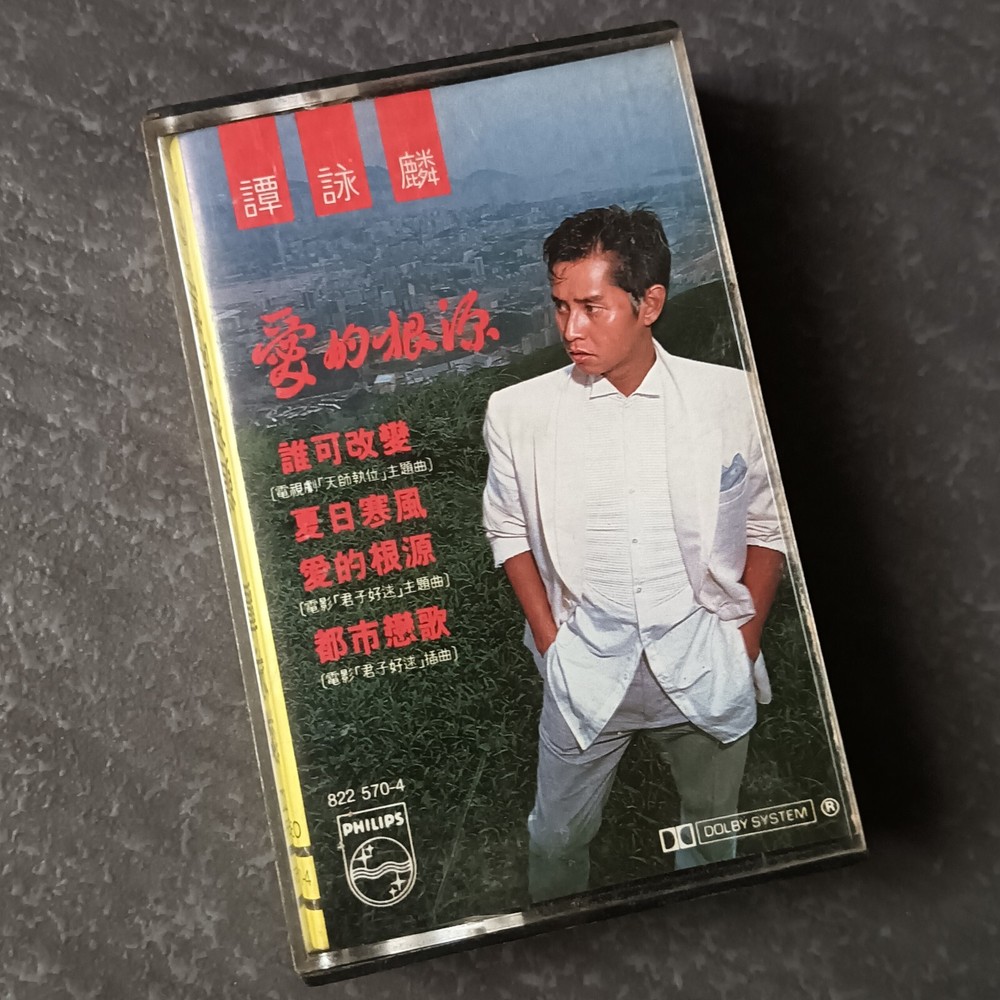 譚詠麟
愛的根源
誰可改變
(電視劇「天師執位」主題曲)
夏日寒風
愛的根源
(電影「君子好逑」主題曲)
都市戀歌
(電影「君子好逑」插曲)
822 570-4
PHILIPS
DOLBY SYSTEM ®